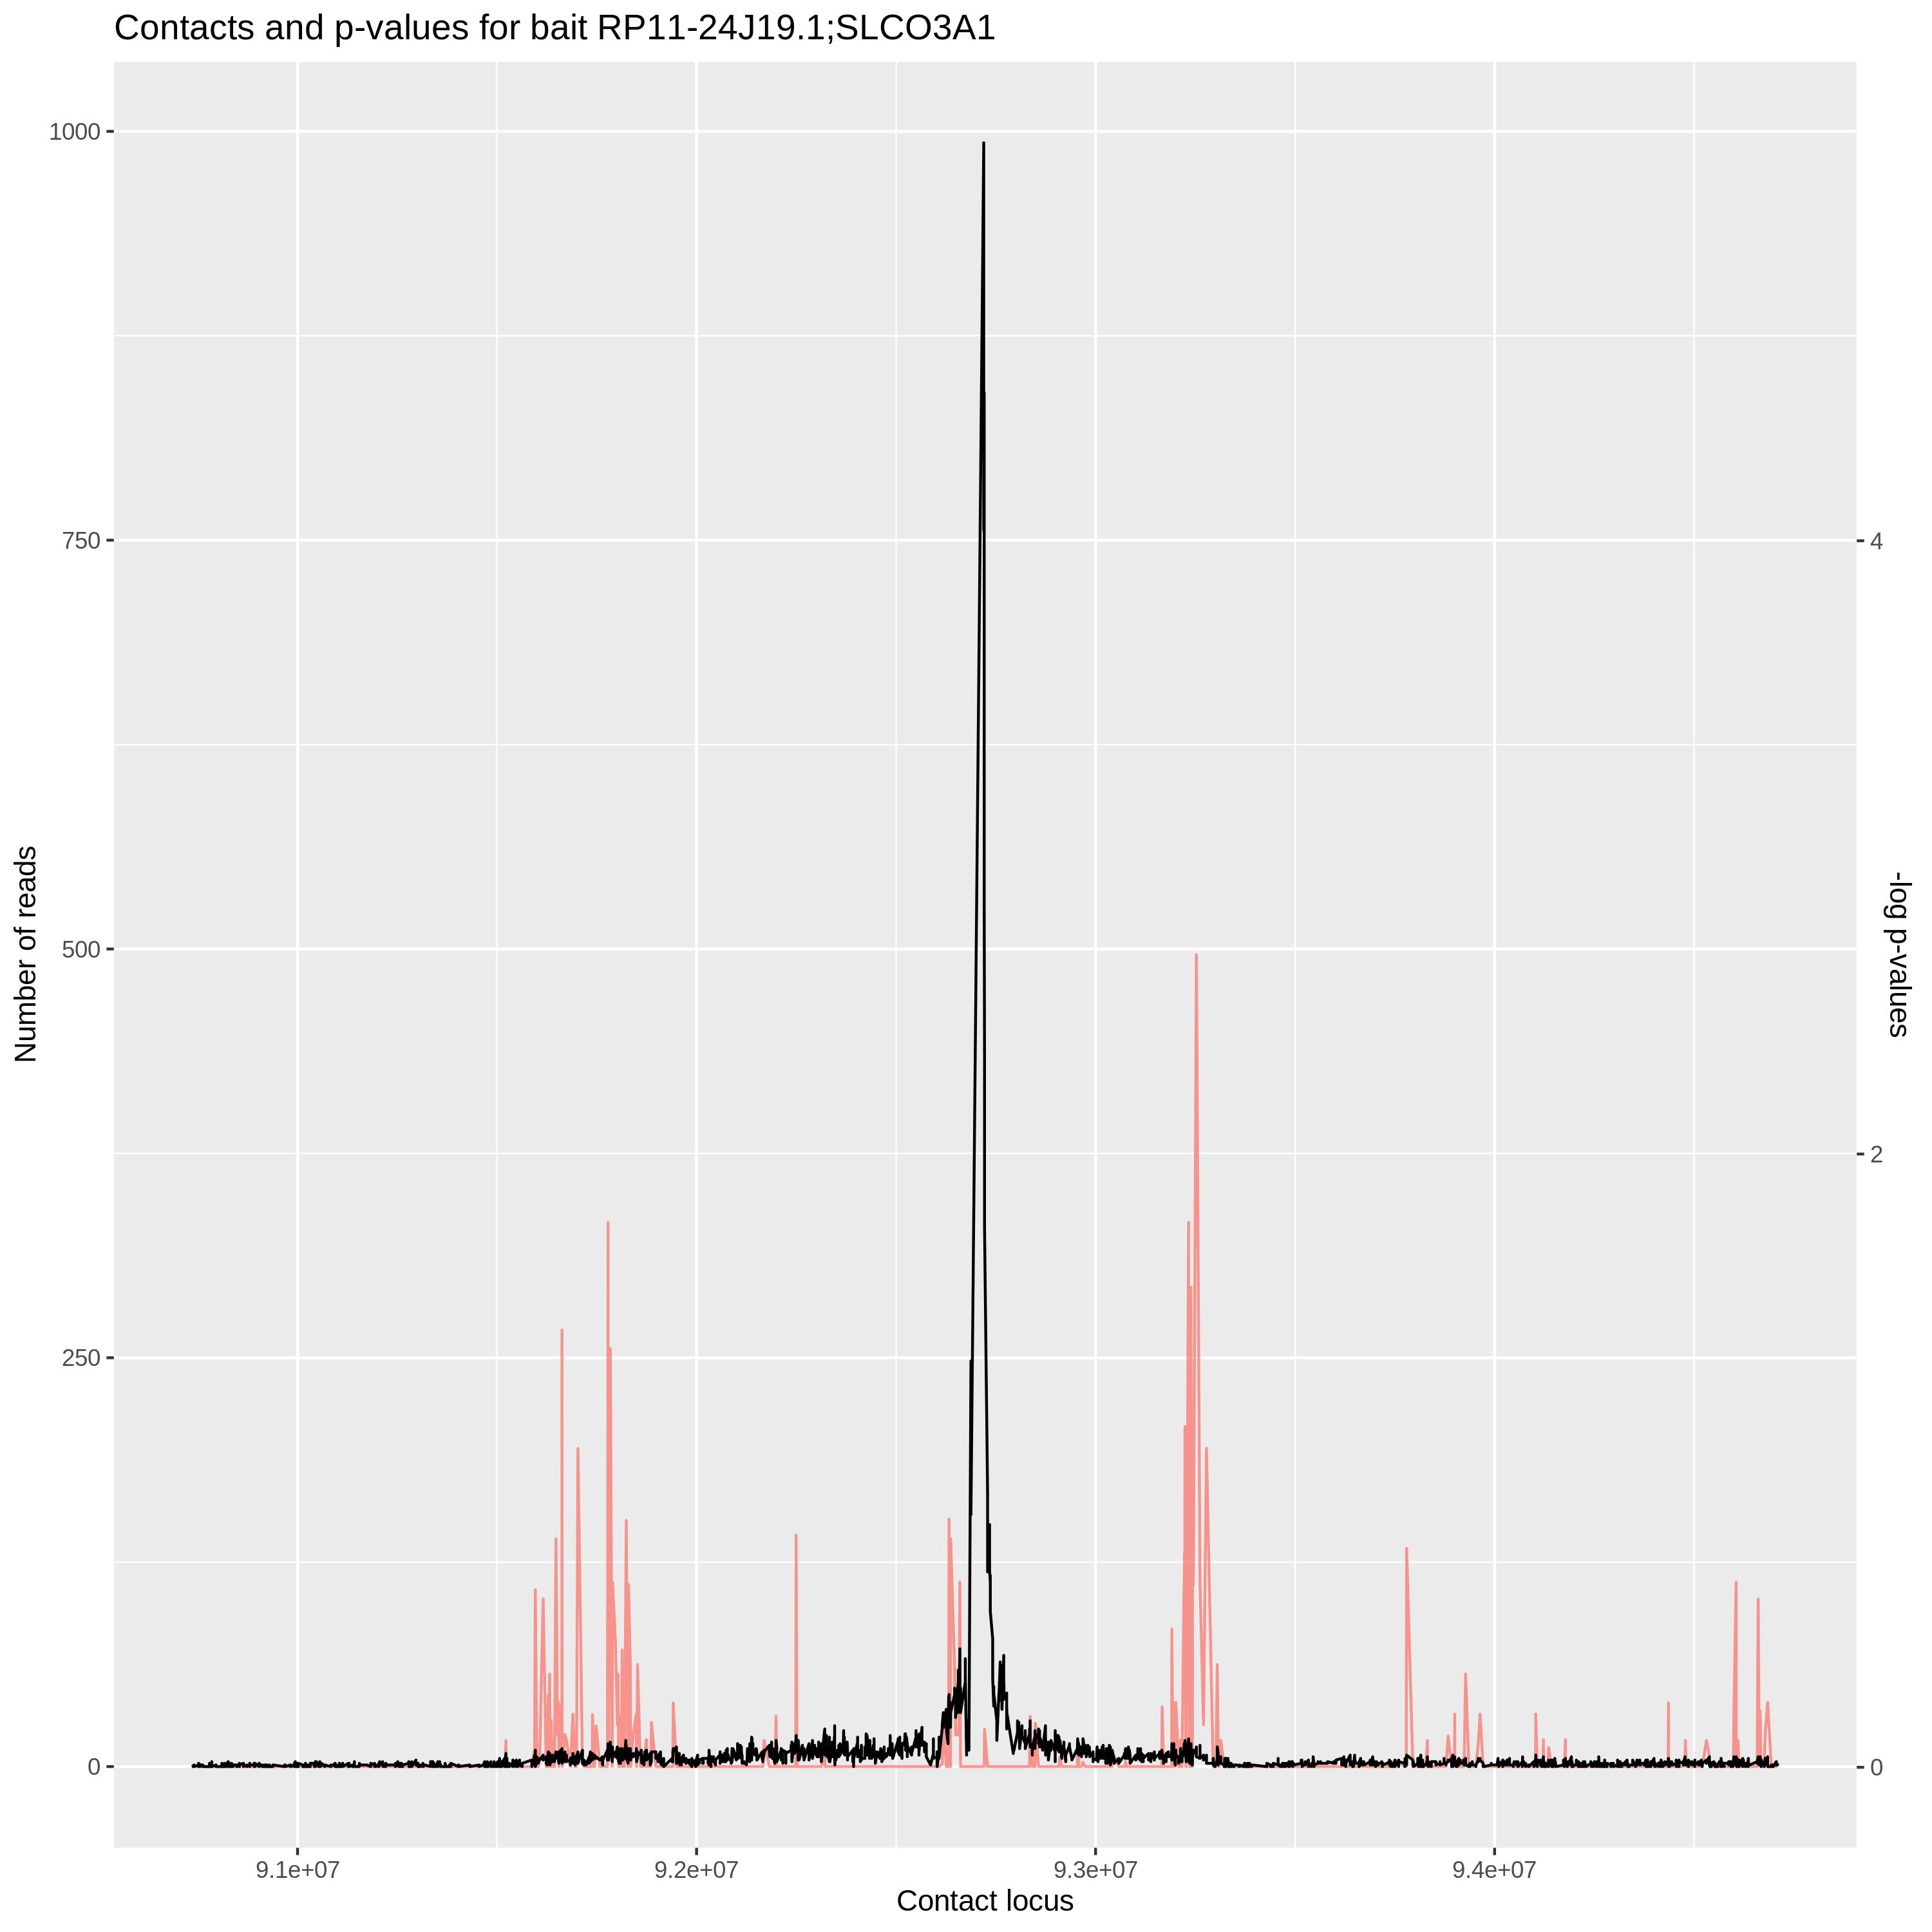 Contacts and p-values for bait RP11-24J19.1;SLCO3A1
1000
750
500
250
0
Number of reads
4
2
0
-log p-values
9.1e+07
9.2e+07
9.3e+07
9.4e+07
Contact locus